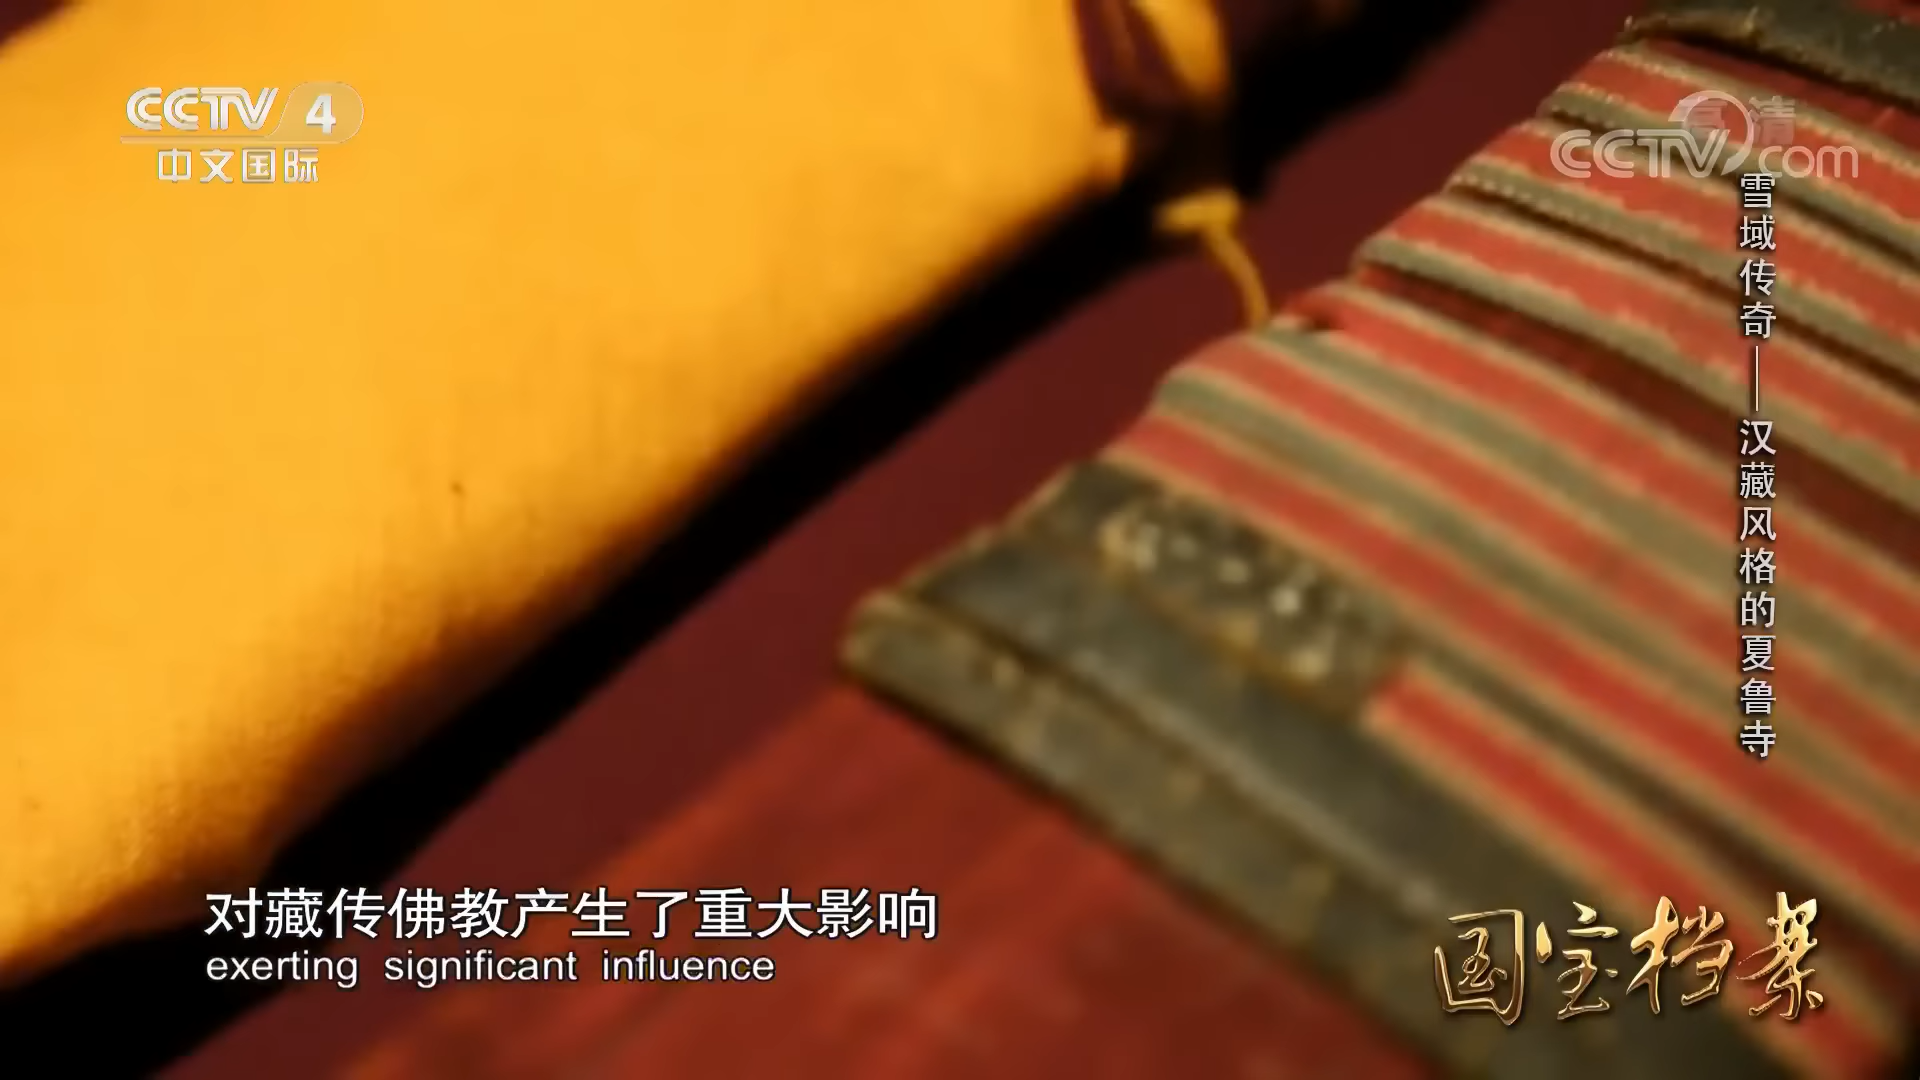 CCTV 4
中文国际
高清
CCTV.com
雪域传奇——汉藏风格的夏鲁寺
对藏传佛教产生了重大影响
exerting significant influence
国宝档案